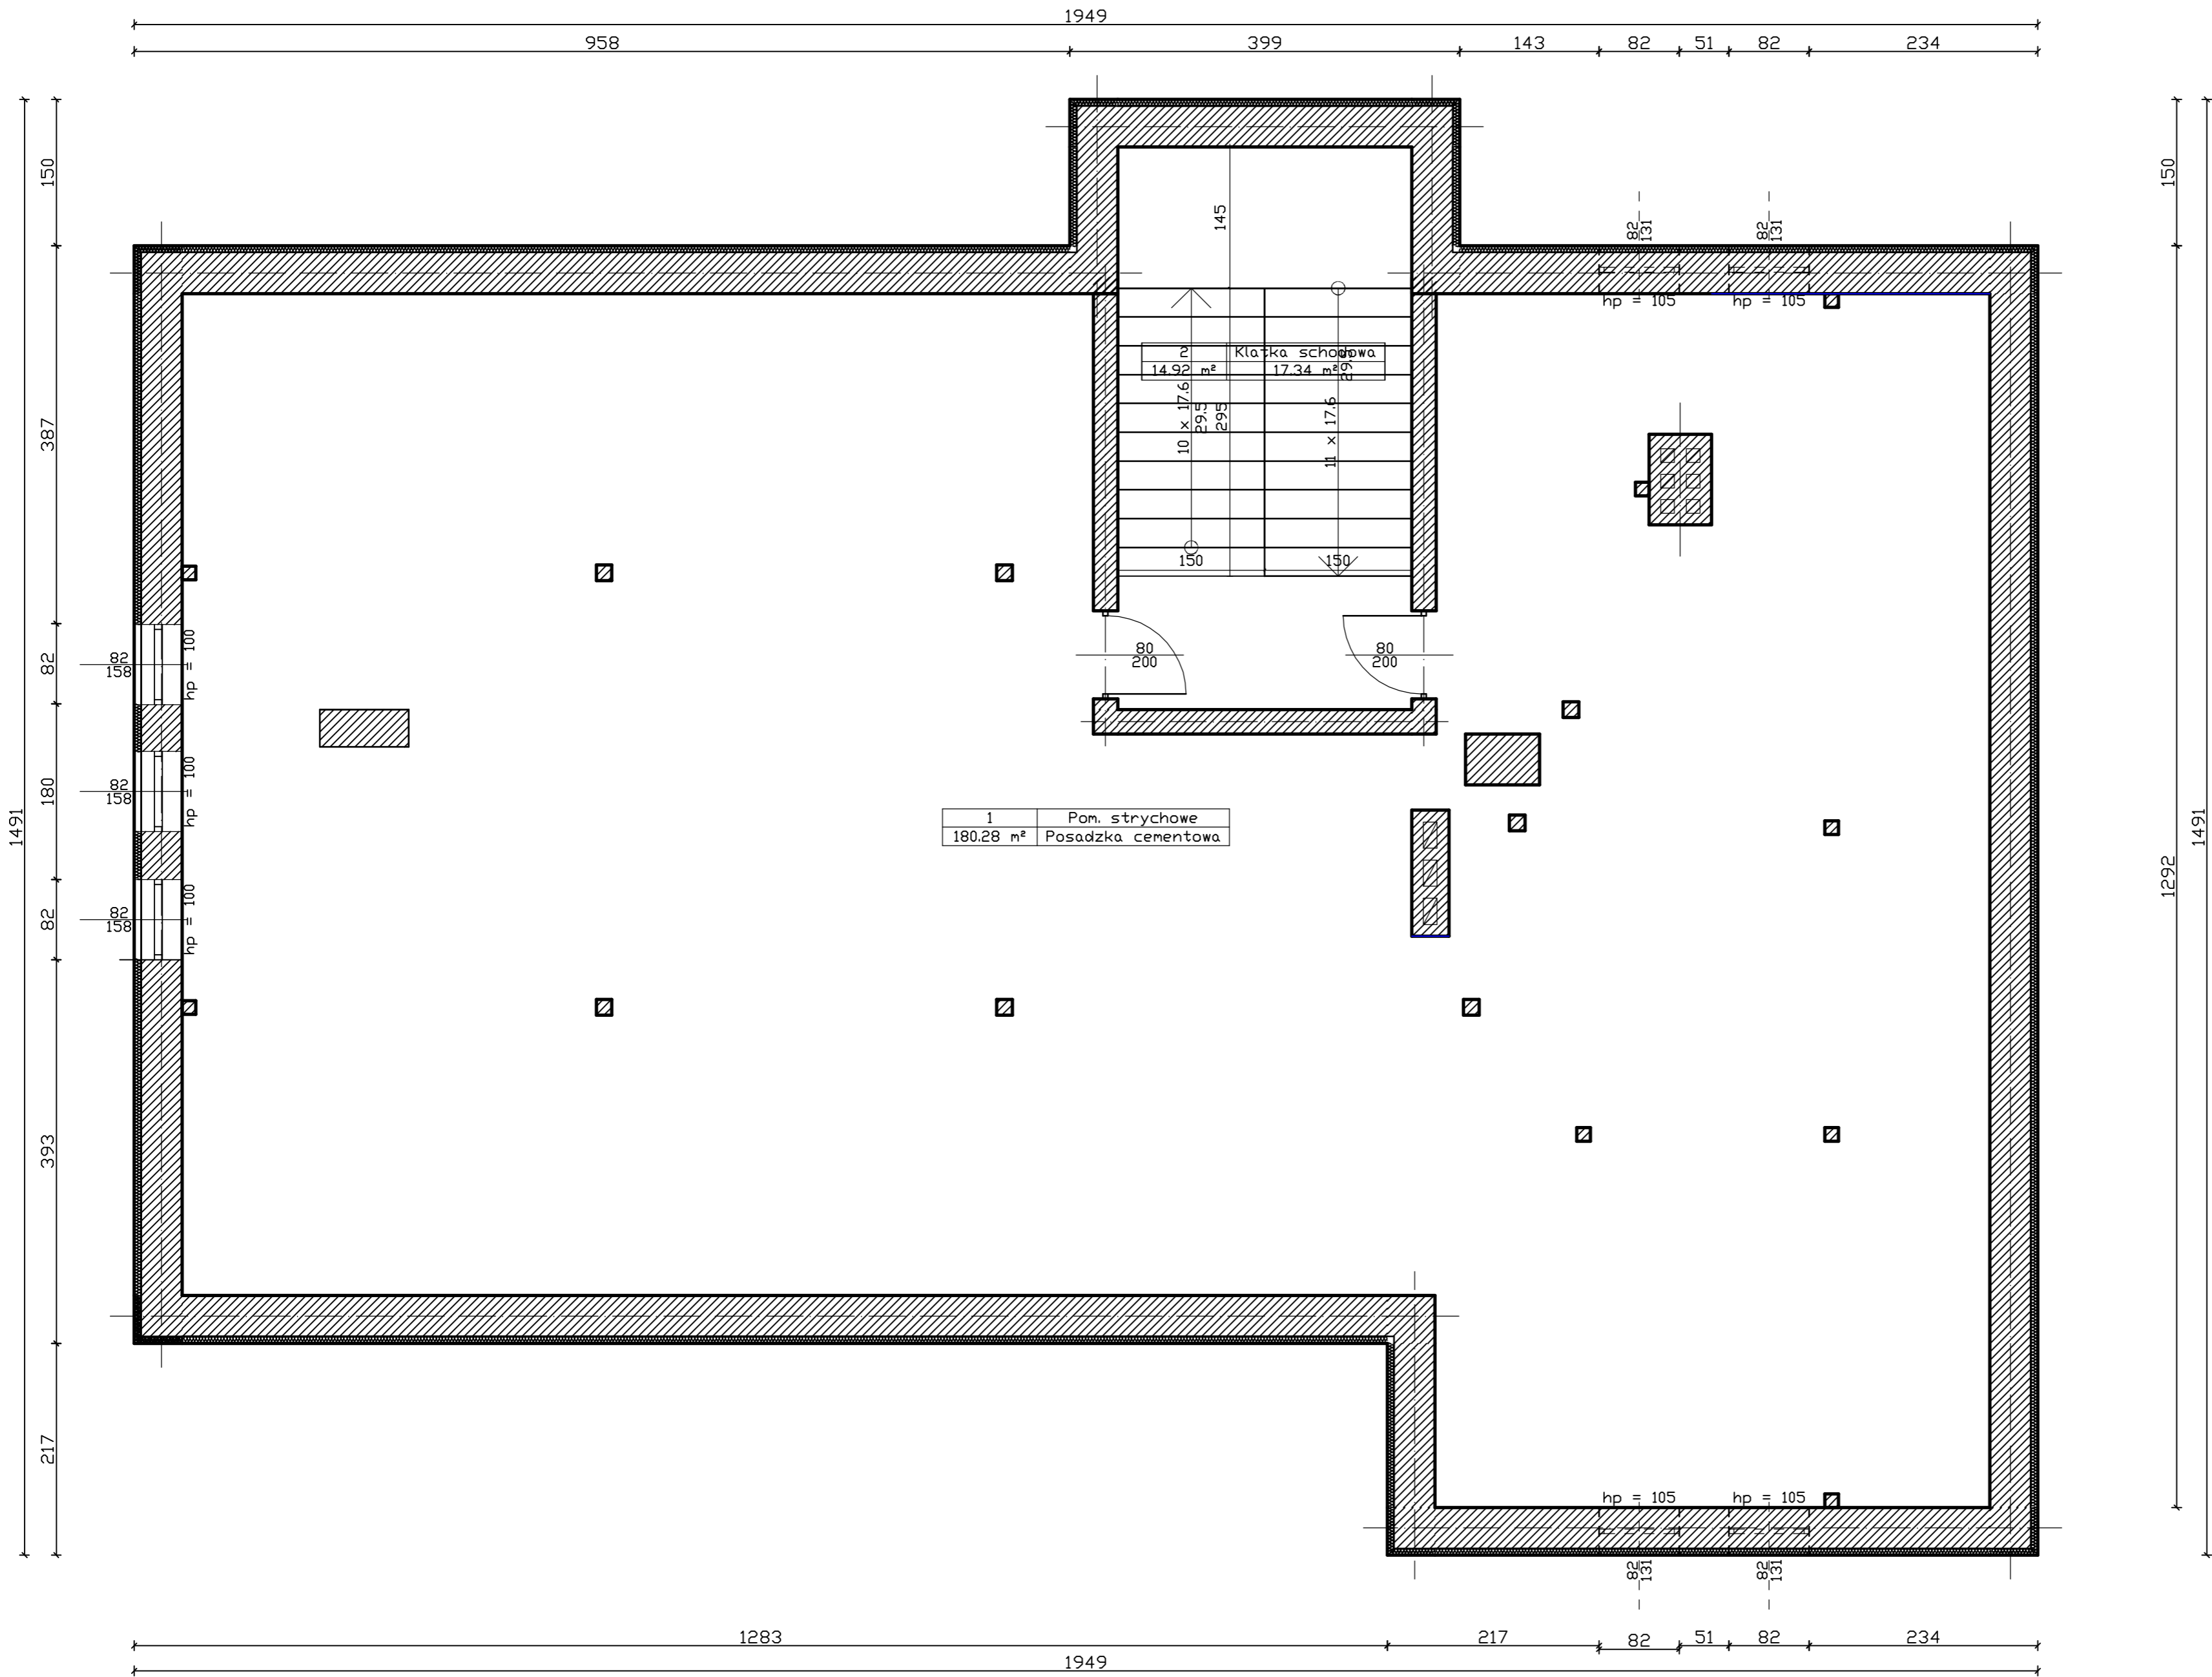 1949
958 399 143 82 51 82 234
150
387
82
180
82
393
217
1491
150
1292
1491
82
131
82
131
hp = 105 hp = 105
145
2 Klatka schodowa
14.92 m² 17.34 m²
10 x 17.6
29.5
295
11 x 17.6
29.5
150 150
80
200
80
200
82
158
hp = 100
82
158
hp = 100
82
158
hp = 100
1 Pom. strychowe
180.28 m² Posadzka cementowa
hp = 105 hp = 105
82
131
82
131
1283 217 82 51 82 234
1949